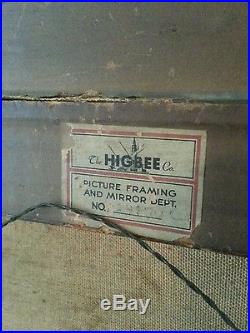 The HIGBEE Co.
PICTURE FRAMING
AND MIRROR DEPT.
NO.